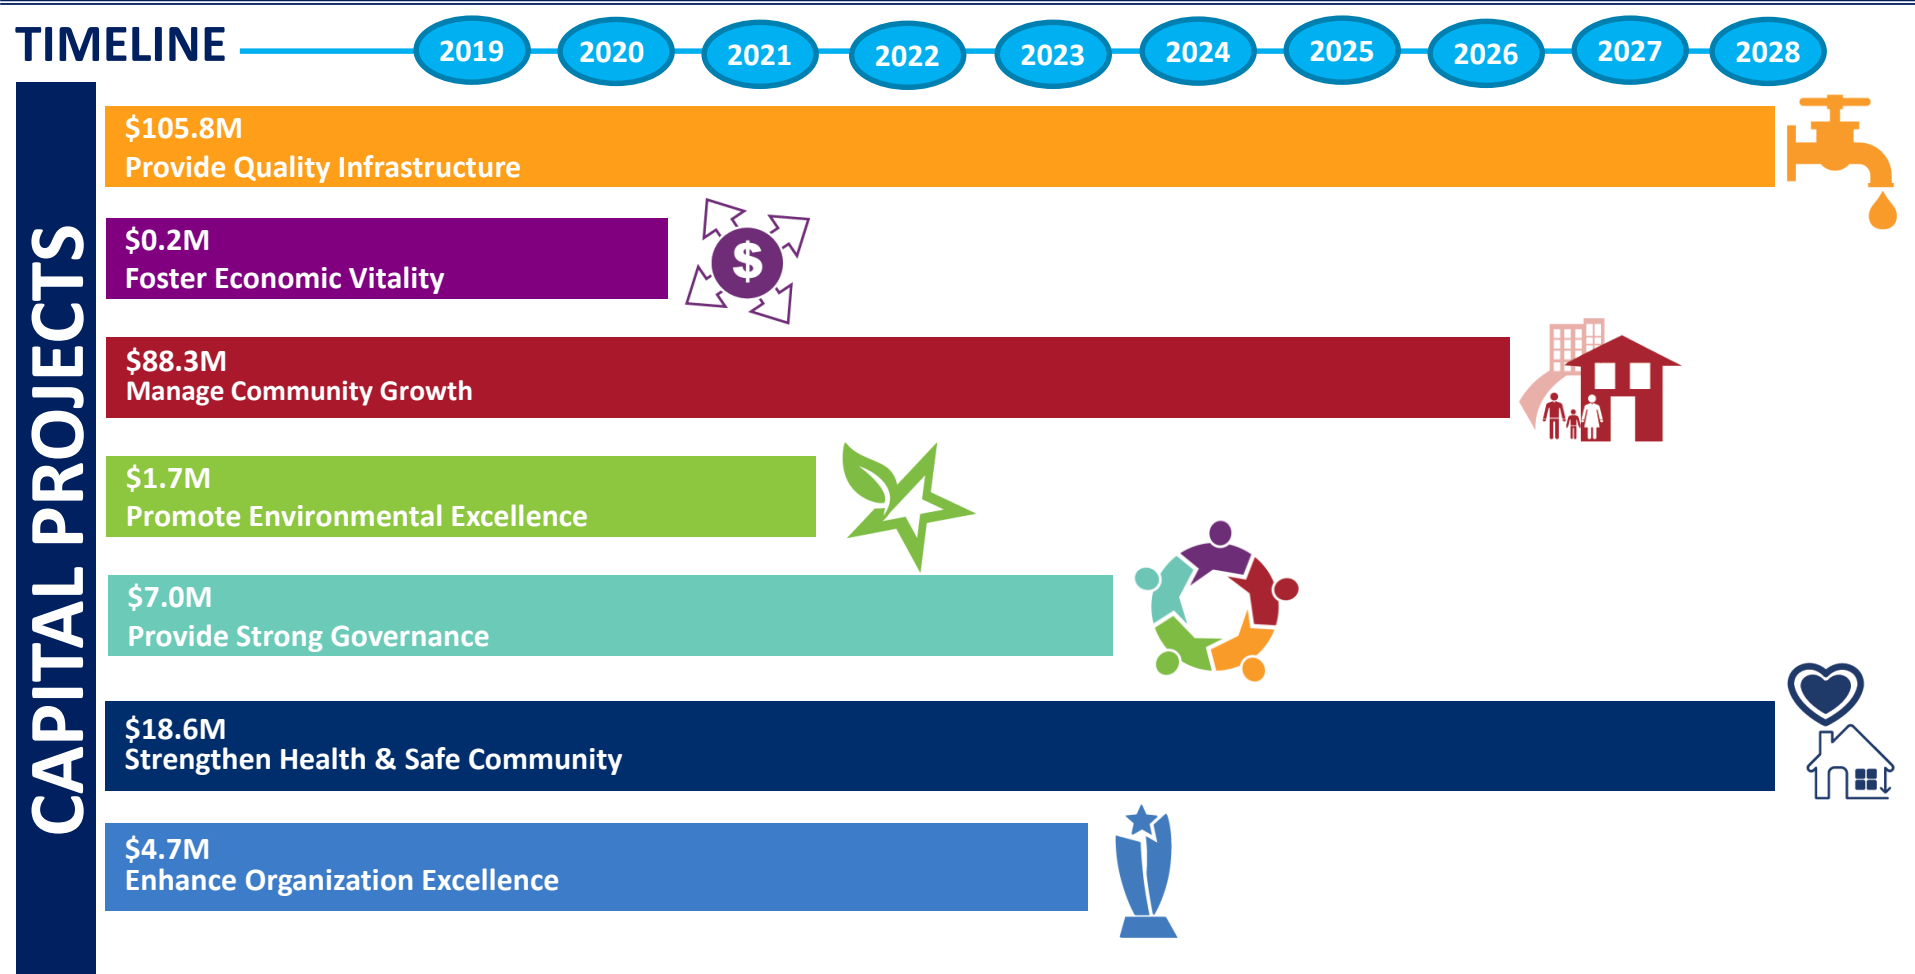 TIMELINE
2019
2020
2021
2022
2023
2024
2025
2026
2027
2028
CAPITAL PROJECTS
$105.8M
Provide Quality Infrastructure
$0.2M
Foster Economic Vitality
$
$88.3M
Manage Community Growth
$1.7M
Promote Environmental Excellence
$7.0M
Provide Strong Governance
$18.6M
Strengthen Health & Safe Community
$4.7M
Enhance Organization Excellence